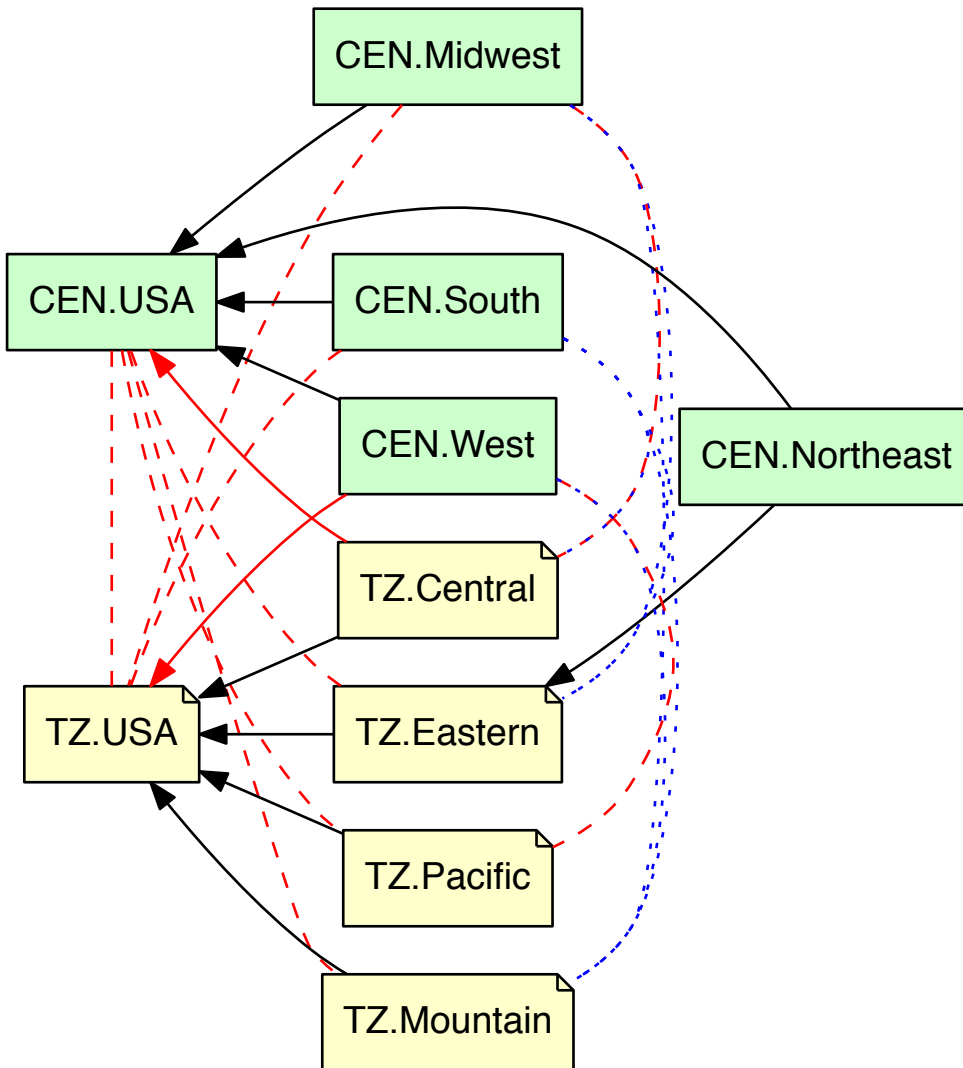 CEN.Midwest
CEN.USA
CEN.South
CEN.West
CEN.Northeast
TZ.Central
TZ.USA
TZ.Eastern
TZ.Pacific
TZ.Mountain